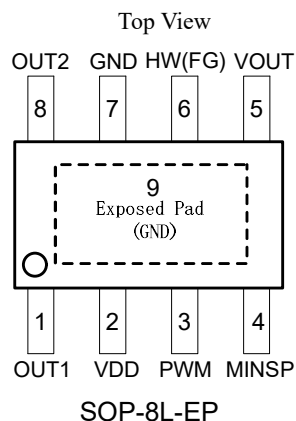 Top View
OUT2 GND HW(FG) VOUT
8 7 6 5
9
Exposed Pad
(GND)
1 2 3 4
OUT1 VDD PWM MINSP
SOP-8L-EP